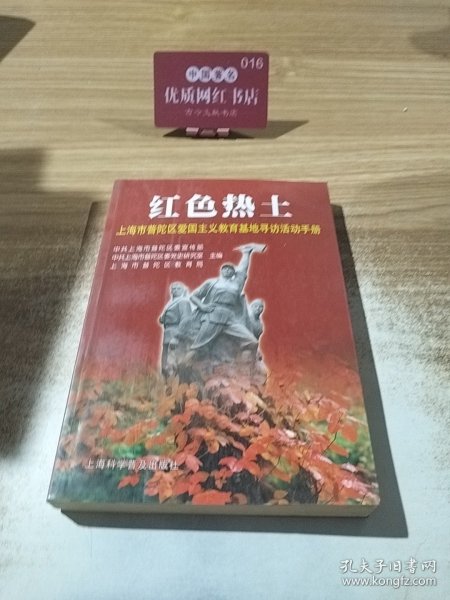 016
中国著名
优质网红书店
红色热土
上海市普陀区爱国主义教育基地寻访活动手册
中共上海市普陀区委宣传部
中共上海市普陀区委党史研究室 主编
上海市普陀区教育局
上海科学普及出版社
孔夫子旧书网
www.kongfz.com